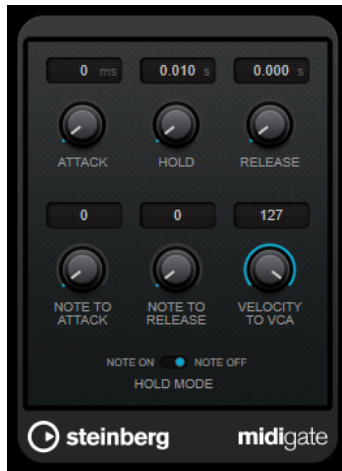 0 ms 0.010 s 0.000 s
ATTACK HOLD RELEASE
0 0 127
NOTE TO ATTACK NOTE TO RELEASE VELOCITY TO VCA
NOTE ON NOTE OFF
HOLD MODE
steinberg midigate